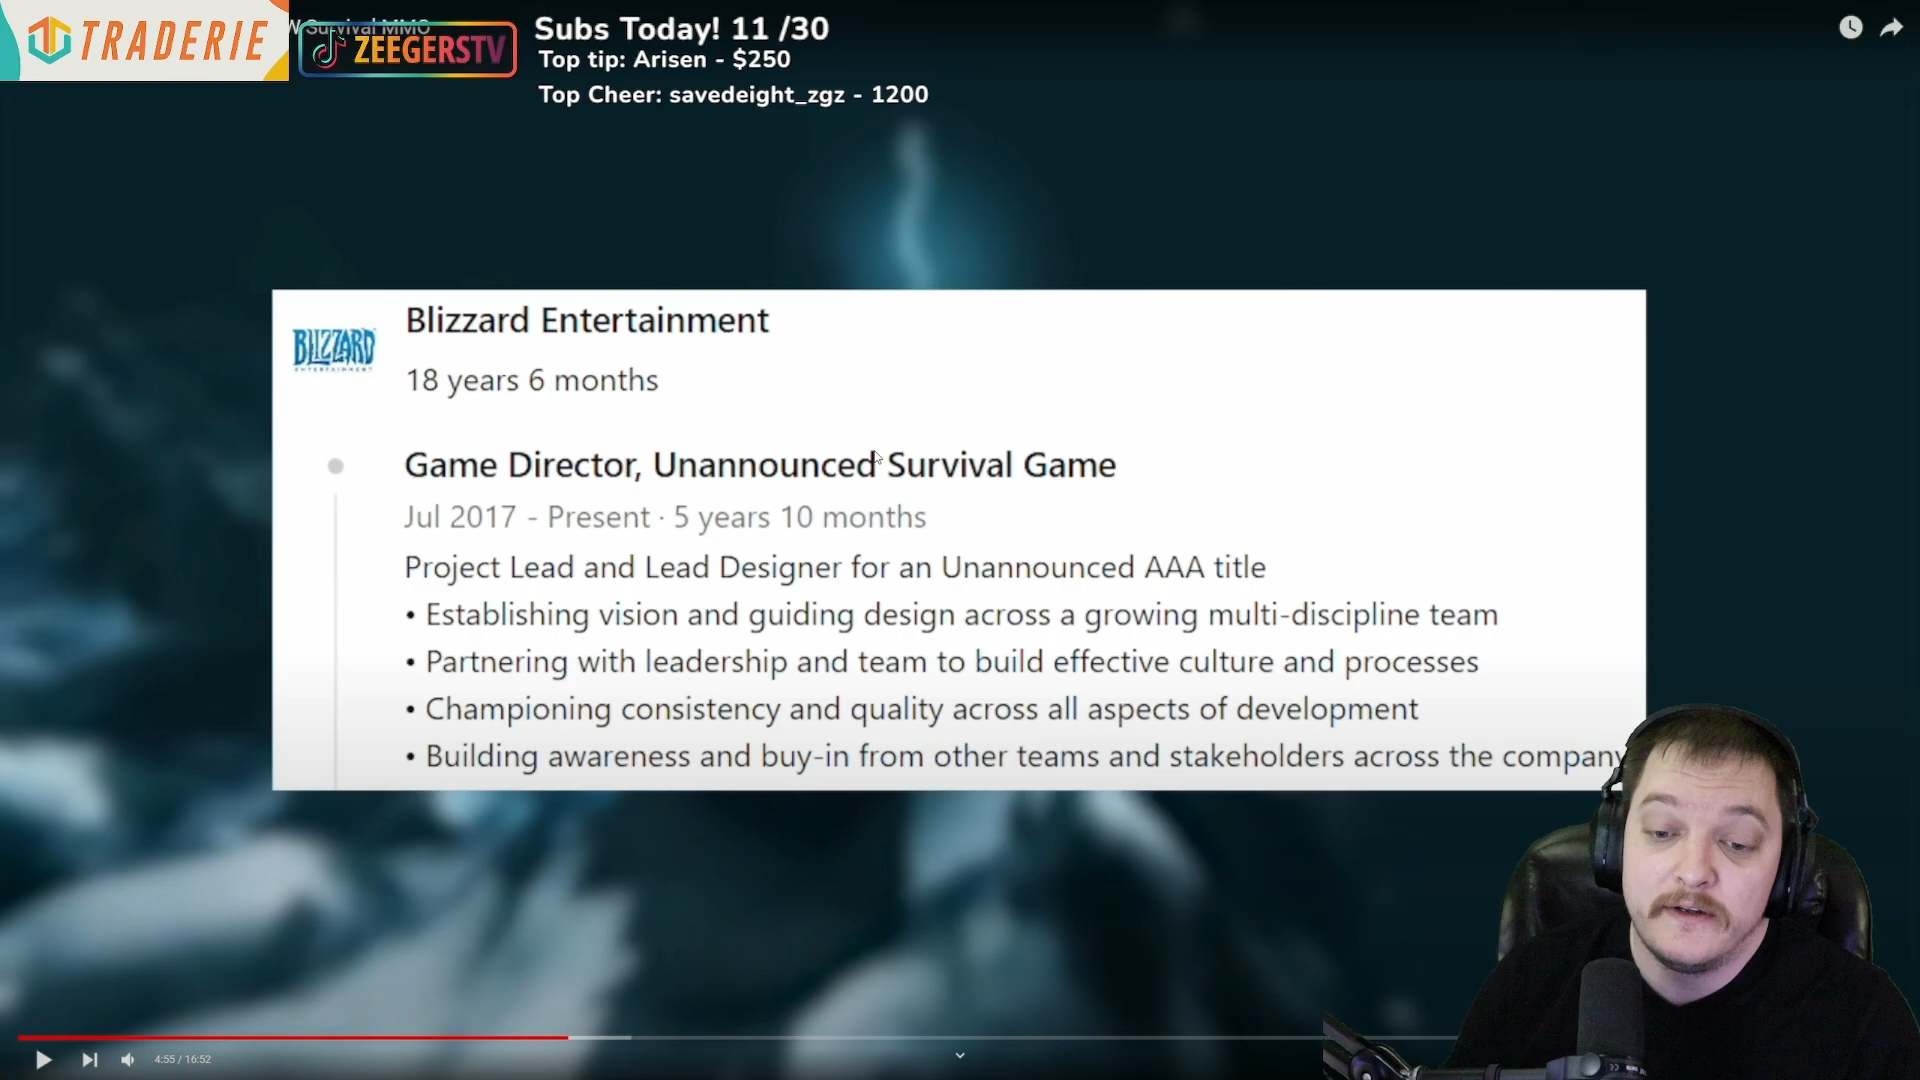 TRADERIE
W Survival MMO
ZEEGERSTV
Subs Today! 11 /30
Top tip: Arisen - $250
Top Cheer: savedeight_zgz - 1200
BLIZZARD
ENTERTAINMENT
Blizzard Entertainment
18 years 6 months
Game Director, Unannounced Survival Game
Jul 2017 - Present · 5 years 10 months
Project Lead and Lead Designer for an Unannounced AAA title
• Establishing vision and guiding design across a growing multi-discipline team
• Partnering with leadership and team to build effective culture and processes
• Championing consistency and quality across all aspects of development
• Building awareness and buy-in from other teams and stakeholders across the company
4:55 / 16:52